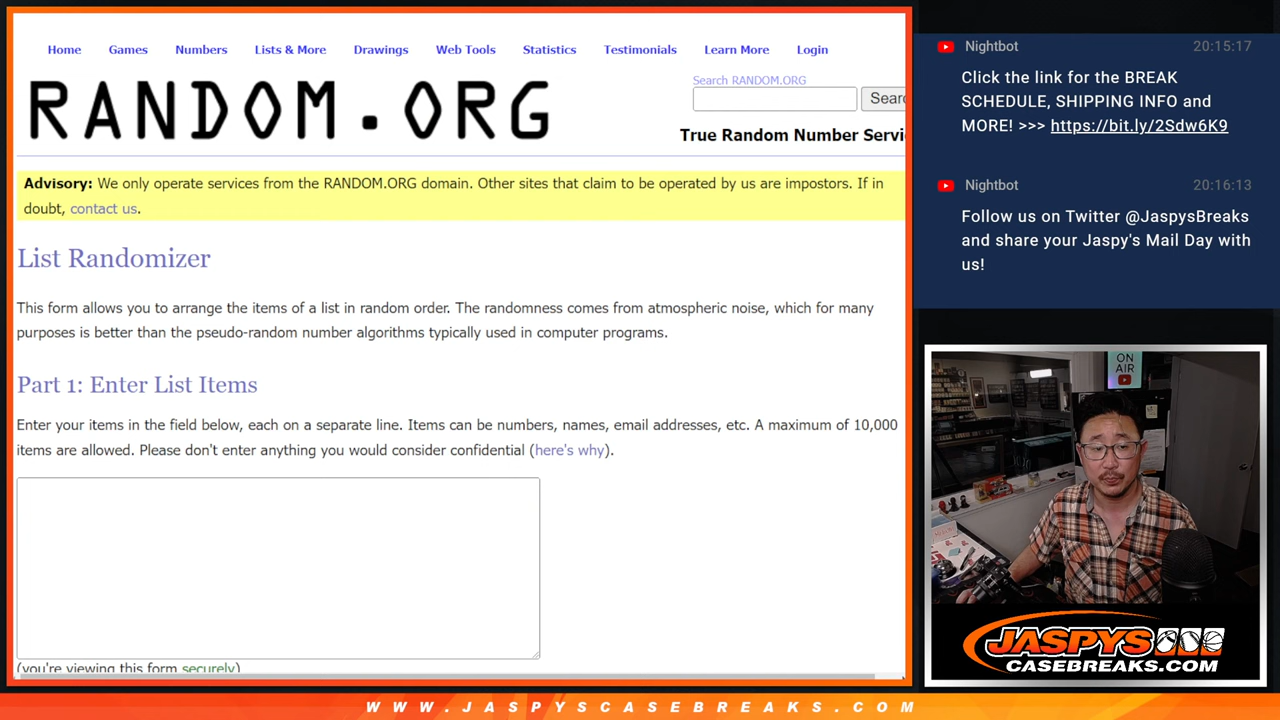 Home Games Numbers Lists & More Drawings Web Tools Statistics Testimonials Learn More Login
RANDOM.ORG
Search RANDOM.ORG
Searc
True Random Number Servi
Advisory: We only operate services from the RANDOM.ORG domain. Other sites that claim to be operated by us are impostors. If in
doubt, contact us.
List Randomizer
This form allows you to arrange the items of a list in random order. The randomness comes from atmospheric noise, which for many
purposes is better than the pseudo-random number algorithms typically used in computer programs.
Part 1: Enter List Items
Enter your items in the field below, each on a separate line. Items can be numbers, names, email addresses, etc. A maximum of 10,000
items are allowed. Please don't enter anything you would consider confidential (here's why).
(you're viewing this form securely)
Nightbot 20:15:17
Click the link for the BREAK
SCHEDULE, SHIPPING INFO and
MORE! >>> https://bit.ly/2Sdw6K9
Nightbot 20:16:13
Follow us on Twitter @JaspysBreaks
and share your Jaspy's Mail Day with
us!
ON
AIR
JASPYS
CASEBREAKS.COM
WWW.JASPYSCASEBREAKS.COM